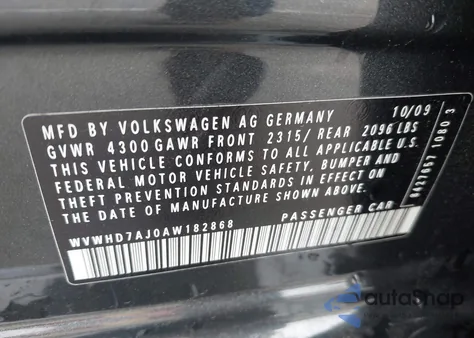 MFD BY VOLKSWAGEN AG GERMANY 10/09
GVWR 4300 GAWR FRONT 2315/ REAR 2096 LBS
THIS VEHICLE CONFORMS TO ALL APPLICABLE U.S.
FEDERAL MOTOR VEHICLE SAFETY, BUMPER AND
THEFT PREVENTION STANDARDS IN EFFECT ON THE
DATE OF MANUFACTURE SHOWN ABOVE.
WVWHD7AJ0AW182868 PASSENGER CAR
autoSnap